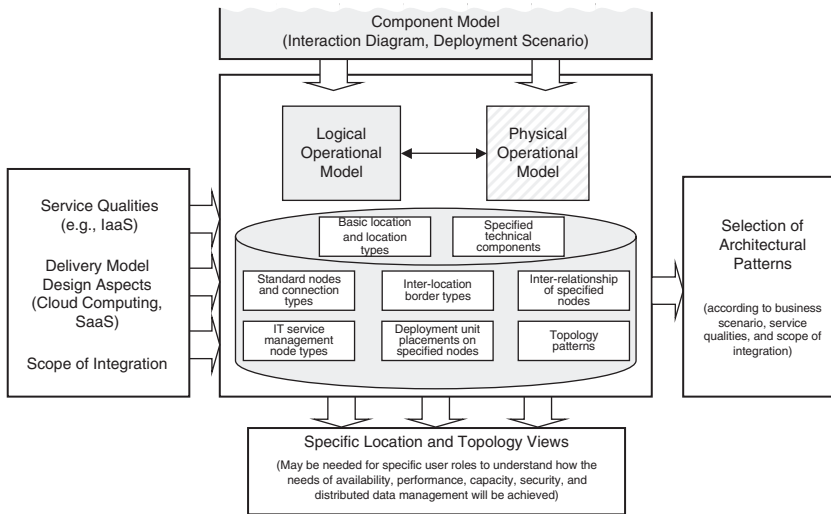 Component Model
(Interaction Diagram, Deployment Scenario)
Logical
Operational
Model
Physical
Operational
Model
Service Qualities
(e.g., IaaS)
Delivery Model
Design Aspects
(Cloud Computing,
SaaS)
Scope of Integration
Basic location
and location
types
Specified
technical
components
Standard nodes
and connection
types
Inter-location
border types
Inter-relationship
of specified
nodes
IT service
management
node types
Deployment unit
placements on
specified nodes
Topology
patterns
Selection of
Architectural
Patterns
(according to business
scenario, service
qualities, and scope of
integration)
Specific Location and Topology Views
(May be needed for specific user roles to understand how the
needs of availability, performance, capacity, security, and
distributed data management will be achieved)